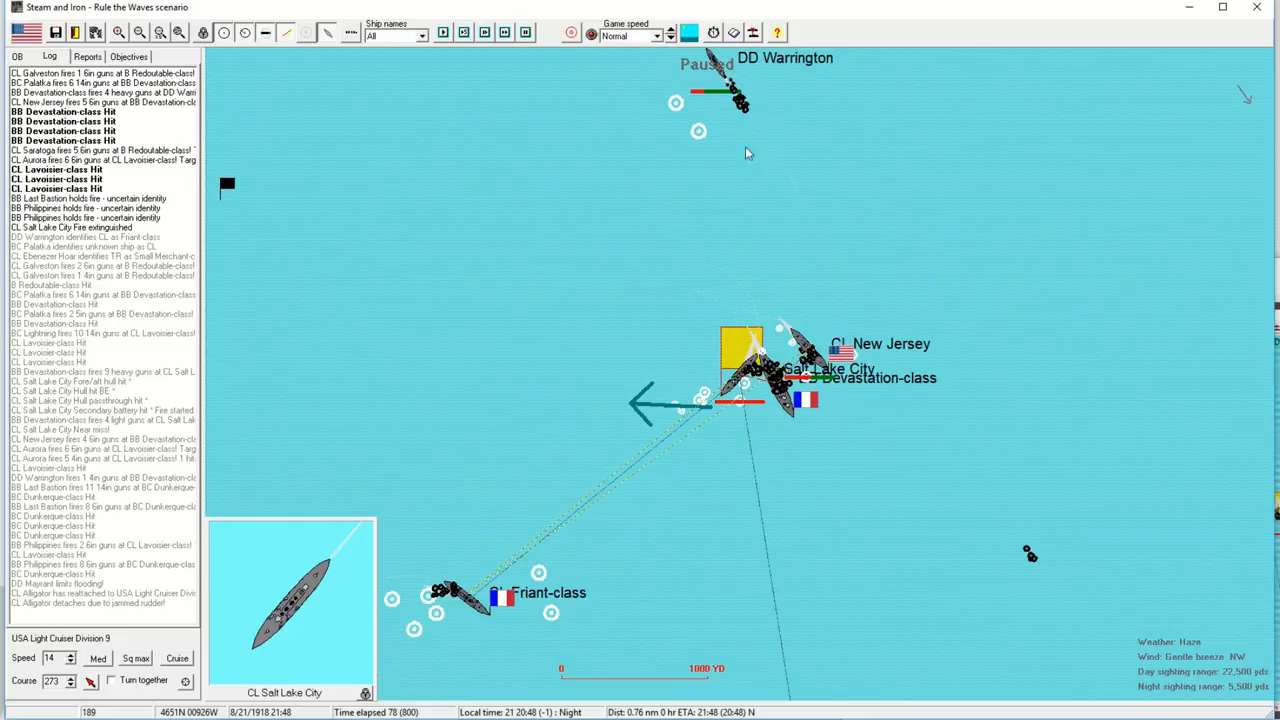 Steam and Iron - Rule the Waves scenario
Ship names
All
Game speed
Normal
OB
Log
Reports
Objectives
CL Galveston fires 1 6in guns at B Redoutable-class!
BC Palatka fires 6 14in guns at BB Devastation-class!
BB Devastation-class fires 4 heavy guns at DD Warri
CL New Jersey fires 5 6in guns at BB Devastation-cla
BB Devastation-class Hit
BB Devastation-class Hit
BB Devastation-class Hit
BB Devastation-class Hit
CL Saratoga fires 5 6in guns at B Redoutable-class!
CL Aurora fires 6 6in guns at CL Lavoisier-class! Targ
CL Lavoisier-class Hit
CL Lavoisier-class Hit
CL Lavoisier-class Hit
BB Last Bastion holds fire - uncertain identity
BB Philippines holds fire - uncertain identity
BB Philippines holds fire - uncertain identity
CL Salt Lake City Fire extinguished
DD Warrington identifies CL as Friant-class
BC Palatka identifies unknown ship as CL
CL Ebenezer Hoar identifies TR as Small Merchant-c
CL Galveston fires 2 6in guns at B Redoutable-class!
CL Galveston fires 1 4in guns at B Redoutable-class!
B Redoutable-class Hit
BC Palatka fires 6 14in guns at BB Devastation-class
BB Devastation-class Hit
BC Palatka fires 2 5in guns at BB Devastation-class!
BB Devastation-class Hit
BC Lightning fires 10 14in guns at CL Lavoisier-class!
CL Lavoisier-class Hit
CL Lavoisier-class Hit
CL Lavoisier-class Hit
BB Devastation-class fires 9 heavy guns at CL Salt L
CL Salt Lake City Fore/aft hull hit *
CL Salt Lake City Hull hit BE *
CL Salt Lake City Hull passthrough hit *
CL Salt Lake City Secondary battery hit * Fire started
BB Devastation-class fires 4 light guns at CL Salt Lak
CL Salt Lake City Near miss!
CL New Jersey fires 4 6in guns at BB Devastation-cla
CL Aurora fires 6 6in guns at CL Lavoisier-class! Targ
CL Aurora fires 5 4in guns at CL Lavoisier-class! 1 hit
CL Lavoisier-class Hit
DD Warrington fires 1 4in guns at BB Devastation-cl
BB Last Bastion fires 11 14in guns at BC Dunkerque-
BC Dunkerque-class Hit
BB Last Bastion fires 8 6in guns at BC Dunkerque-cla
BC Dunkerque-class Hit
BC Dunkerque-class Hit
BC Dunkerque-class Hit
BB Philippines fires 2 6in guns at CL Lavoisier-class!
CL Lavoisier-class Hit
BB Philippines fires 8 6in guns at BC Dunkerque-clas
BC Dunkerque-class Hit
DD Mayrant limits flooding!
CL Alligator has reattached to USA Light Cruiser Divi
CL Alligator detaches due to jammed rudder!
Paused
DD Warrington
CL New Jersey
Salt Lake City
Devastation-class
Friant-class
0 1000 YD
Weather: Haze
Wind: Gentle breeze NW
Day sighting range: 22,500 yds
Night sighting range: 5,500 yds
USA Light Cruiser Division 9
Speed 14 Med Sq max Cruise
Course 273 Turn together
CL Salt Lake City
189
4651N 00926W
8/21/1918 21:48
Time elapsed 78 (800)
Local time: 21 20:48 (-1) : Night
Dist: 0.76 nm 0 hr ETA: 21:48 (20:48) N